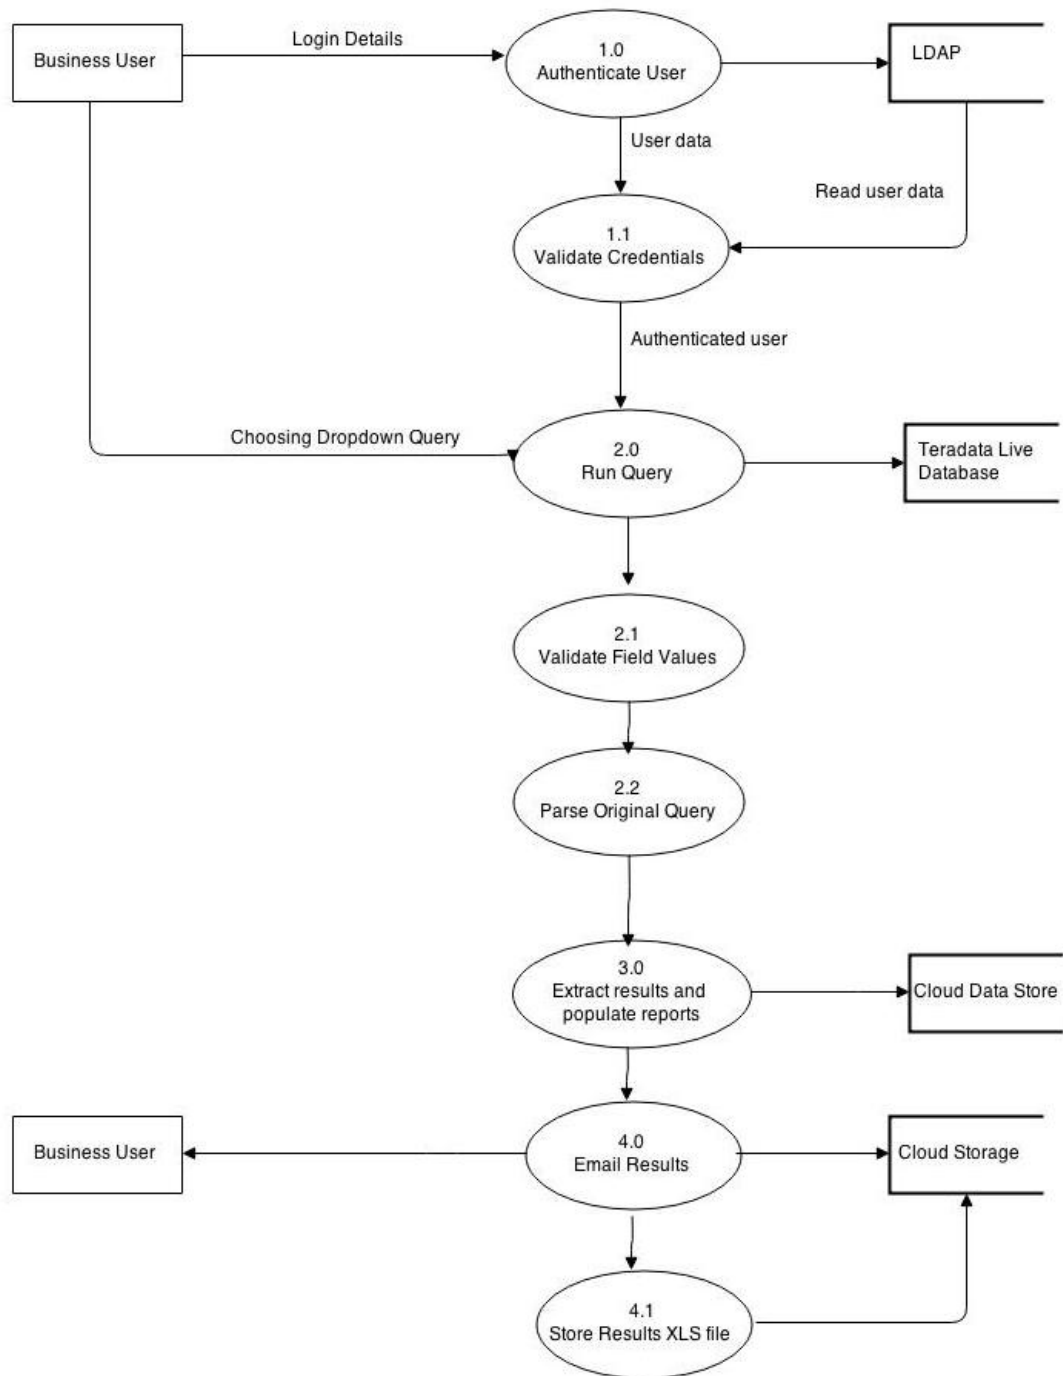 Login Details
Business User
1.0
Authenticate User
LDAP
User data
Read user data
1.1
Validate Credentials
Authenticated user
Choosing Dropdown Query
2.0
Run Query
Teradata Live
Database
2.1
Validate Field Values
2.2
Parse Original Query
3.0
Extract results and
populate reports
Cloud Data Store
Business User
4.0
Email Results
Cloud Storage
4.1
Store Results XLS file